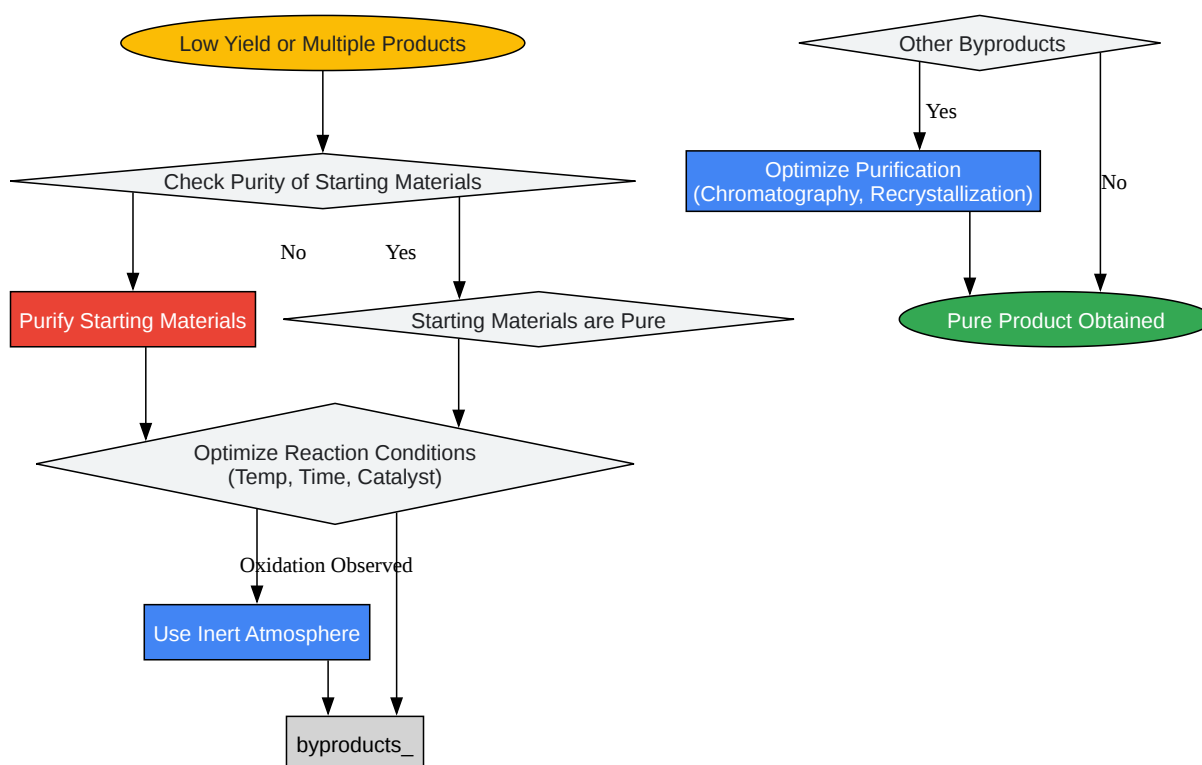 Low Yield or Multiple Products
Other Byproducts
Yes
Check Purity of Starting Materials
Optimize Purification
(Chromatography, Recrystallization)
No
No
Yes
Purify Starting Materials
Starting Materials are Pure
Pure Product Obtained
Optimize Reaction Conditions
(Temp, Time, Catalyst)
Oxidation Observed
Use Inert Atmosphere
byproducts_